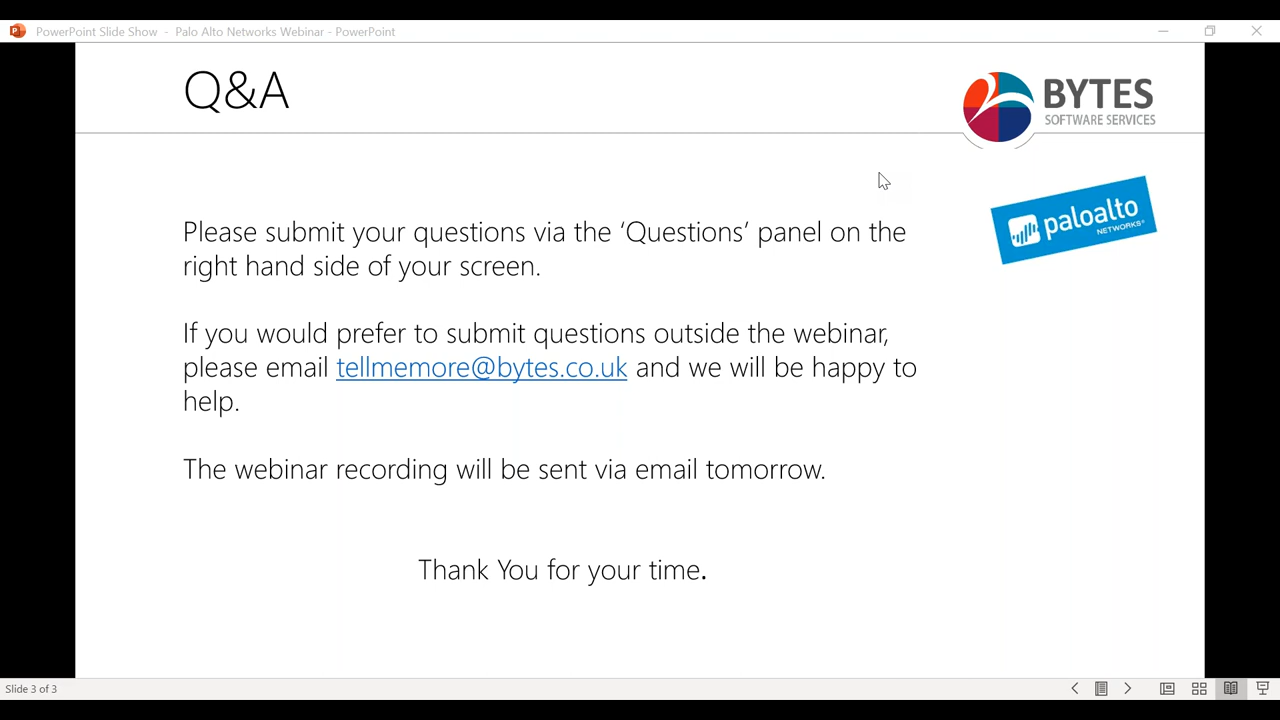 PowerPoint Slide Show - Palo Alto Networks Webinar - PowerPoint
Q&A
BYTES
SOFTWARE SERVICES
paloalto
NETWORKS®
Please submit your questions via the ‘Questions’ panel on the
right hand side of your screen.
If you would prefer to submit questions outside the webinar,
please email tellmemore@bytes.co.uk and we will be happy to
help.
The webinar recording will be sent via email tomorrow.
Thank You for your time.
Slide 3 of 3